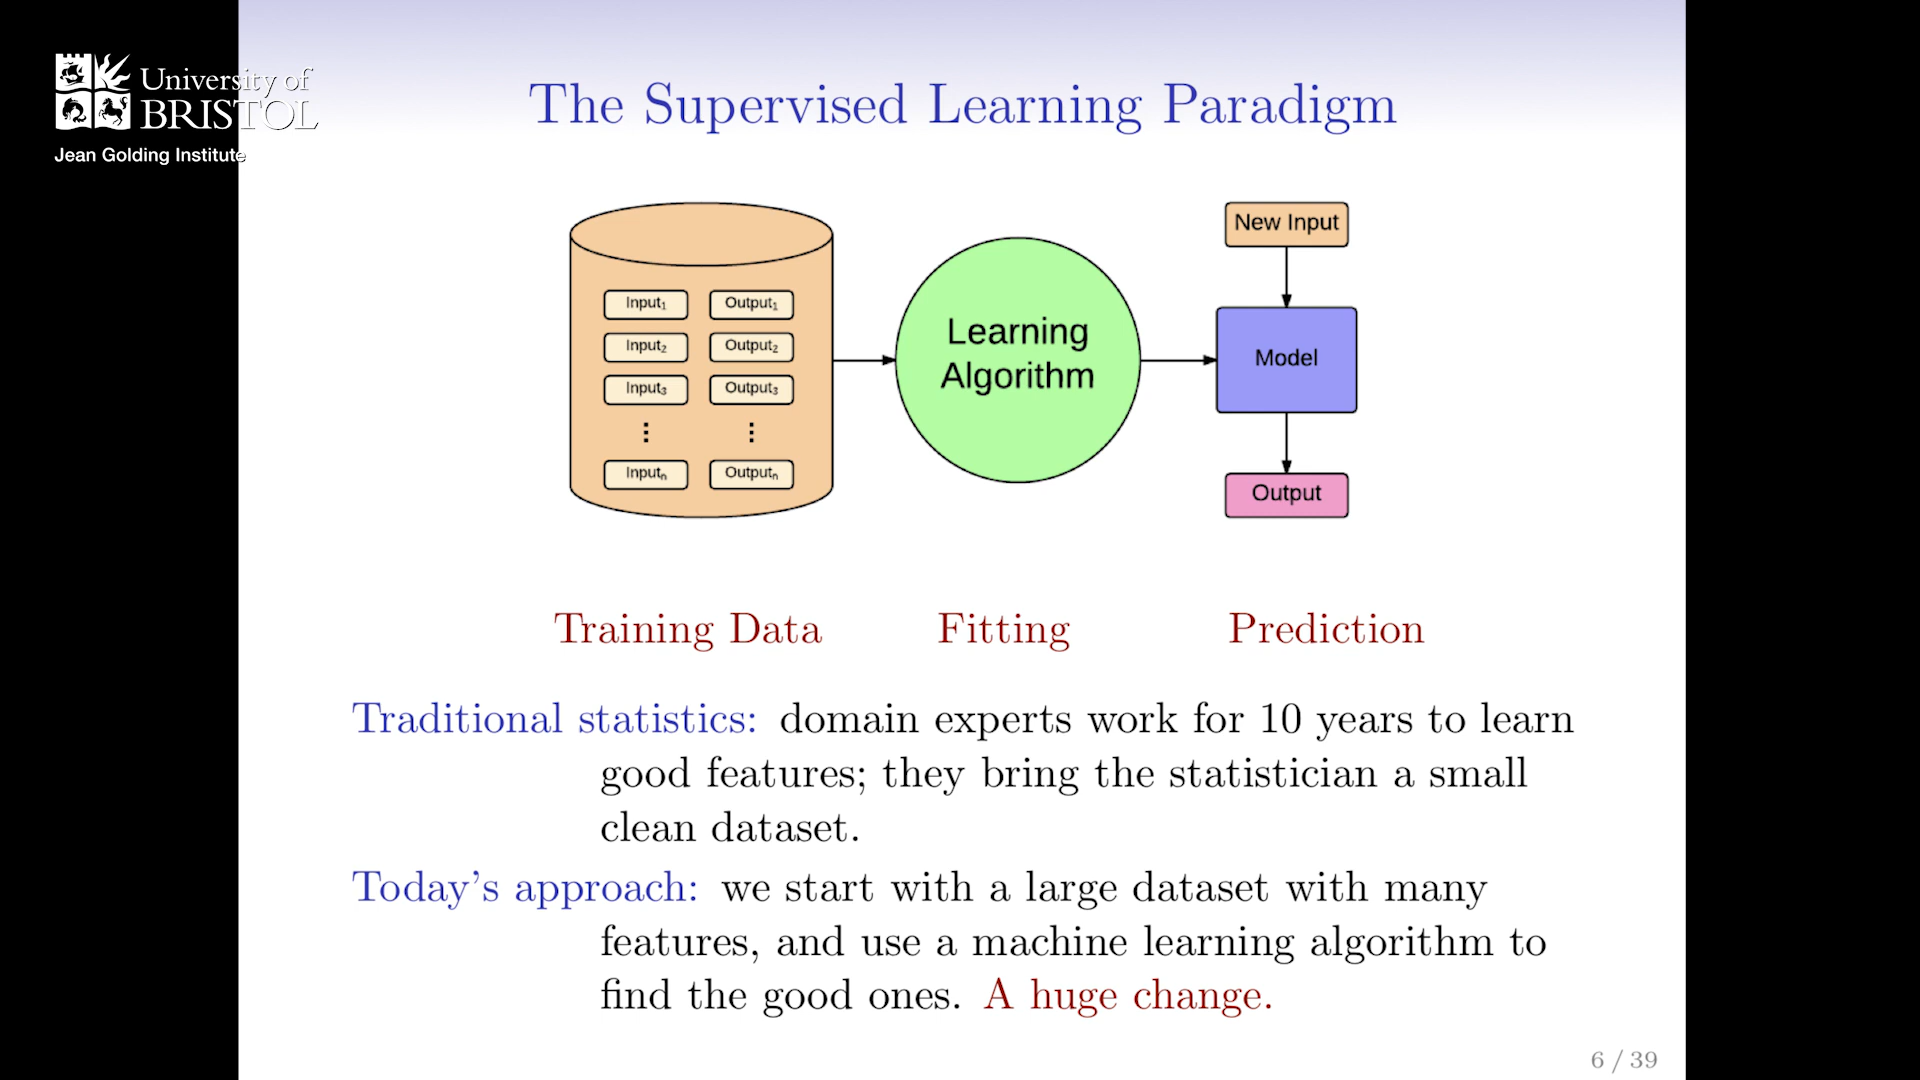 University of
BRISTOL
Jean Golding Institute
The Supervised Learning Paradigm
Input₁ Output₁
Input₂ Output₂
Input₃ Output₃
⋮ ⋮
Inputₙ Outputₙ
Learning
Algorithm
New Input
Model
Output
Training Data Fitting Prediction
Traditional statistics: domain experts work for 10 years to learn
good features; they bring the statistician a small
clean dataset.
Today's approach: we start with a large dataset with many
features, and use a machine learning algorithm to
find the good ones. A huge change.
6 / 39